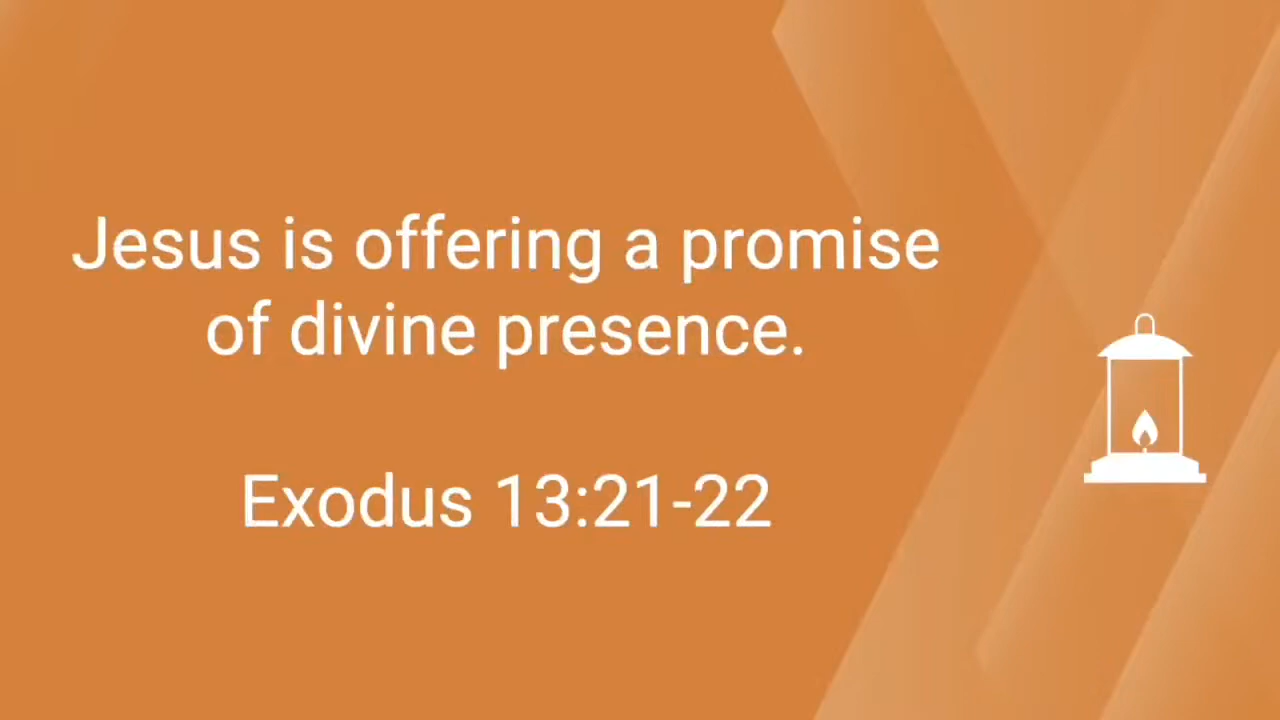 Jesus is offering a promise
of divine presence.
Exodus 13:21-22